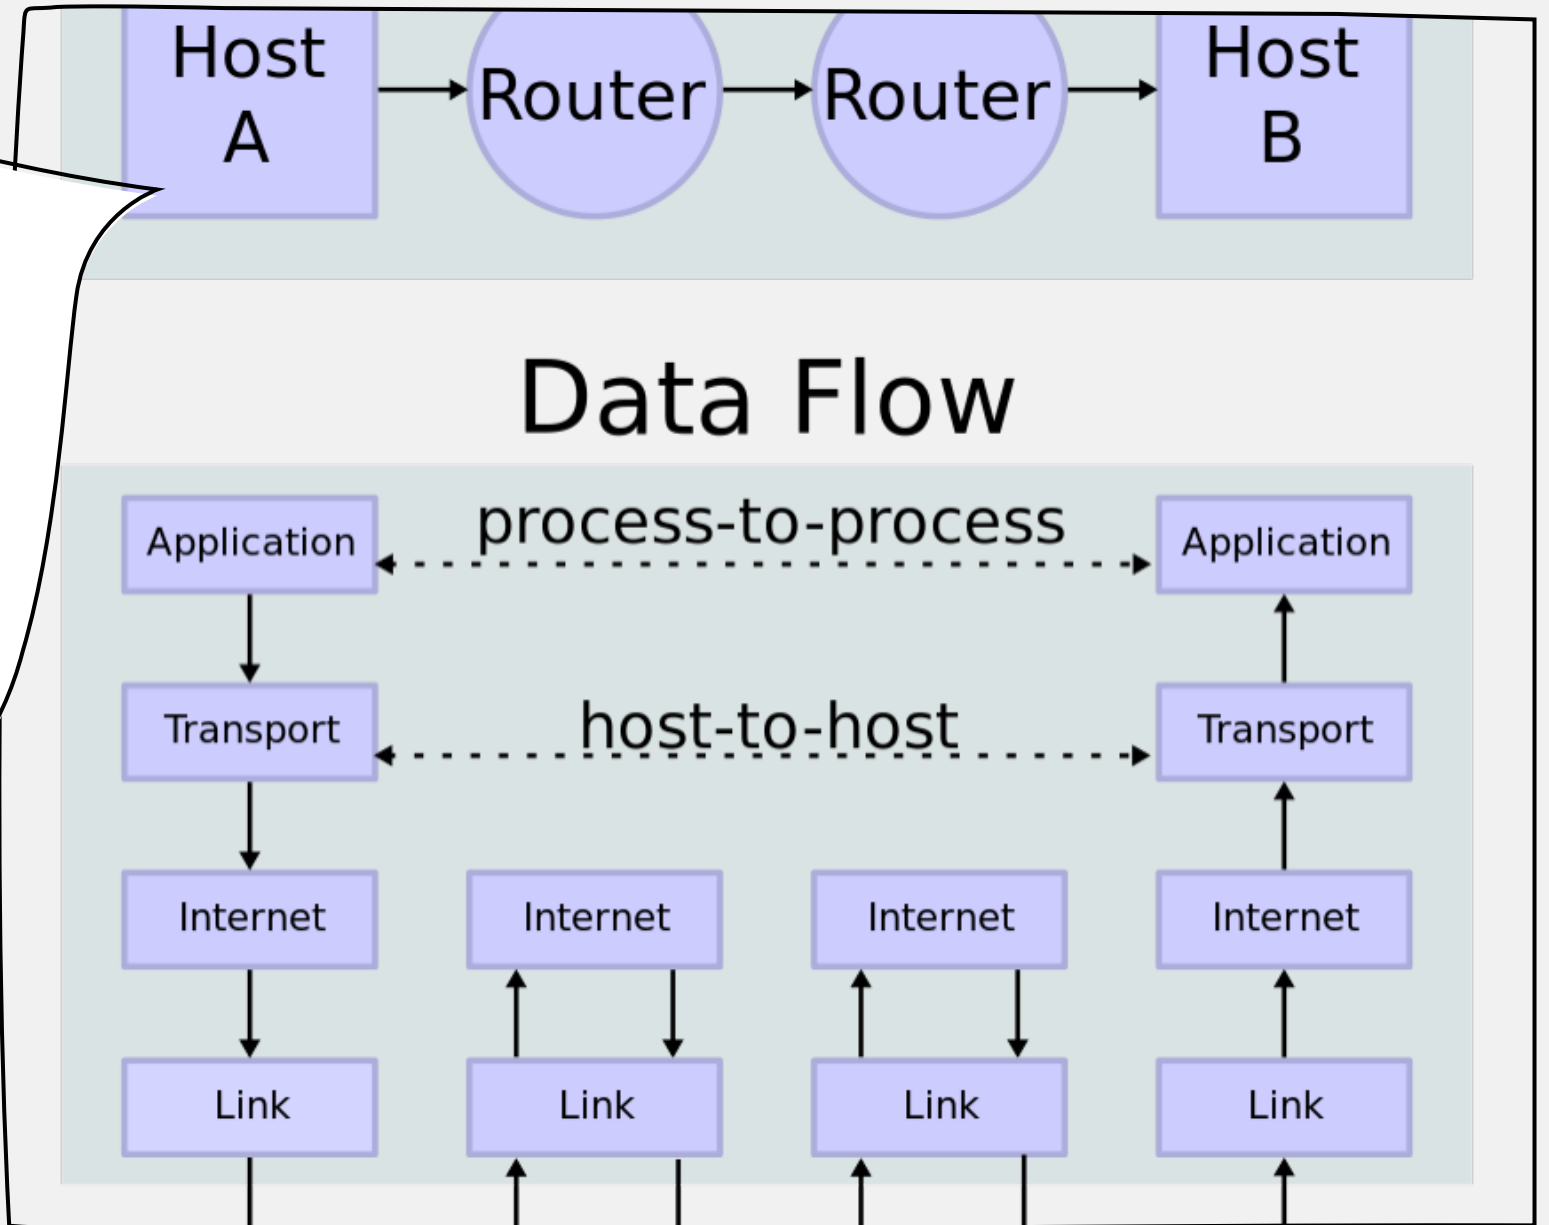 Host
A
Router
Router
Host
B
Data Flow
process-to-process
Application
Application
host-to-host
Transport
Transport
Internet
Internet
Internet
Internet
Link
Link
Link
Link